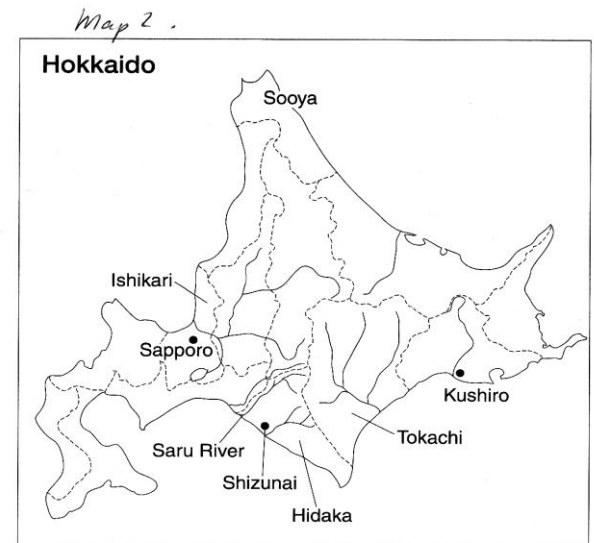 Map 2.
Hokkaido
Sooya
Ishikari
Sapporo
Kushiro
Tokachi
Saru River
Shizunai
Hidaka